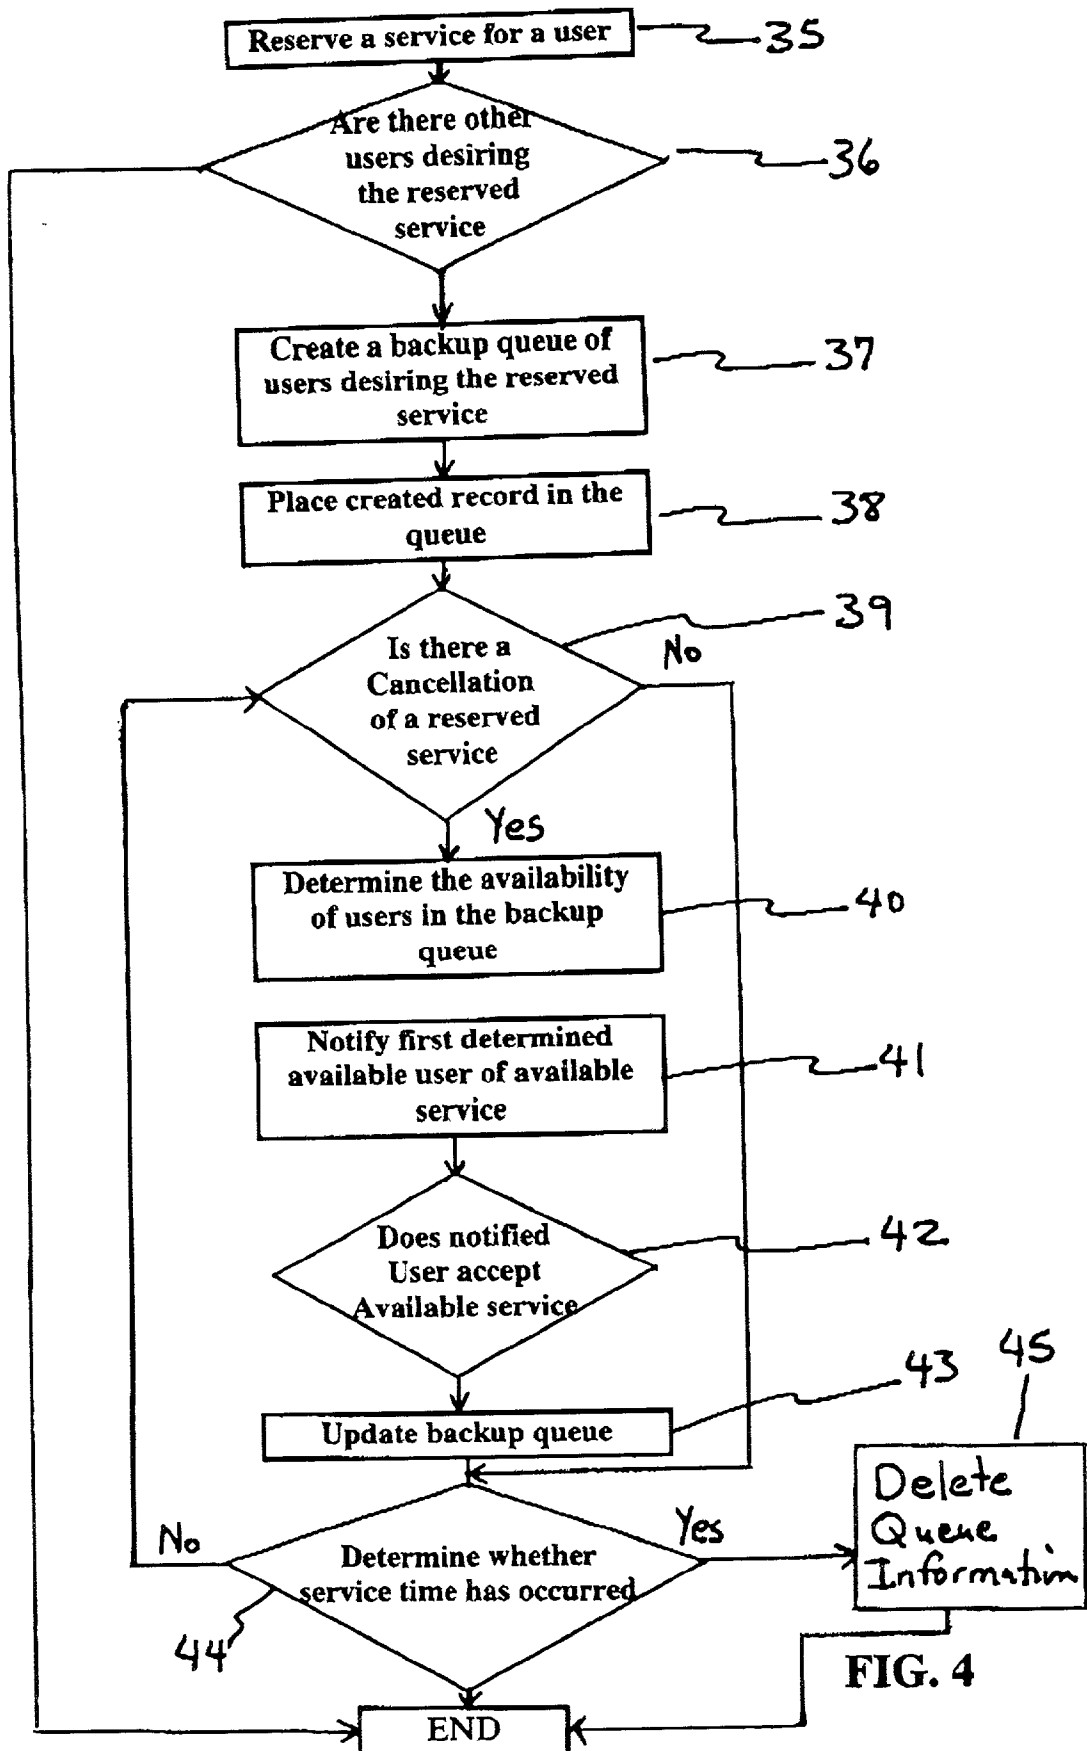 Reserve a service for a user
35
Are there other
users desiring
the reserved
service
36
Create a backup queue of
users desiring the reserved
service
37
Place created record in the
queue
38
39
Is there a
Cancellation
of a reserved
service
No
Yes
Determine the availability
of users in the backup
queue
40
Notify first determined
available user of available
service
41
Does notified
User accept
Available service
42
43
45
Update backup queue
Delete
Queue
Information
No
Yes
Determine whether
service time has occurred
44
FIG. 4
END